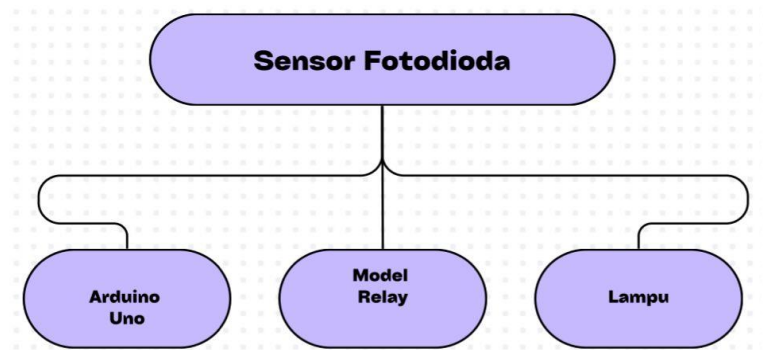 Sensor Fotodioda
Arduino
Uno
Model
Relay
Lampu